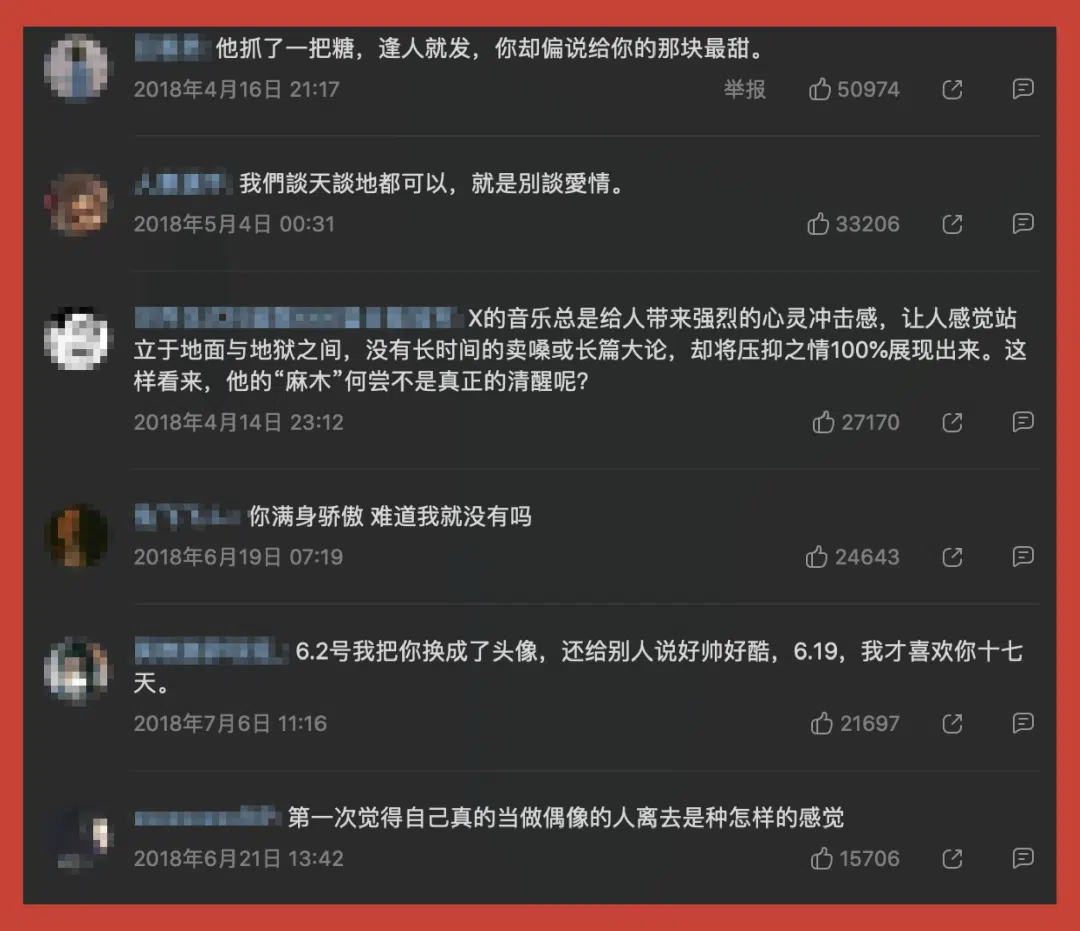 他抓了一把糖，逢人就发，你却偏说给你的那块最甜。
2018年4月16日 21:17 举报 50974
我們談天談地都可以，就是別談愛情。
2018年5月4日 00:31 33206
X的音乐总是给人带来强烈的心灵冲击感，让人感觉站
立于地面与地狱之间，没有长时间的卖嗓或长篇大论，却将压抑之情100%展现出来。这
样看来，他的“麻木”何尝不是真正的清醒呢？
2018年4月14日 23:12 27170
你满身骄傲 难道我就没有吗
2018年6月19日 07:19 24643
6.2号我把你换成了头像，还给别人说好帅好酷，6.19，我才喜欢你十七
天。
2018年7月6日 11:16 21697
第一次觉得自己真的当做偶像的人离去是种怎样的感觉
2018年6月21日 13:42 15706